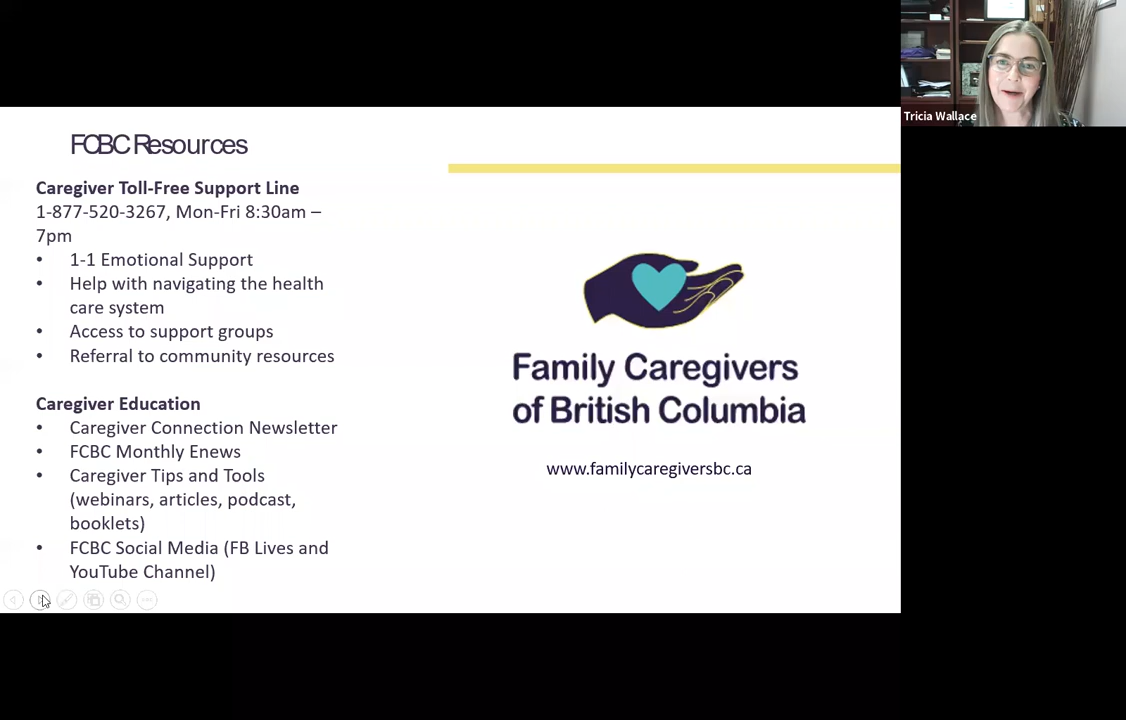 Tricia Wallace
FCBC Resources
Caregiver Toll-Free Support Line
1-877-520-3267, Mon-Fri 8:30am –
7pm
• 1-1 Emotional Support
• Help with navigating the health
care system
• Access to support groups
• Referral to community resources
Caregiver Education
• Caregiver Connection Newsletter
• FCBC Monthly Enews
• Caregiver Tips and Tools
(webinars, articles, podcast,
booklets)
• FCBC Social Media (FB Lives and
YouTube Channel)
Family Caregivers
of British Columbia
www.familycaregiversbc.ca